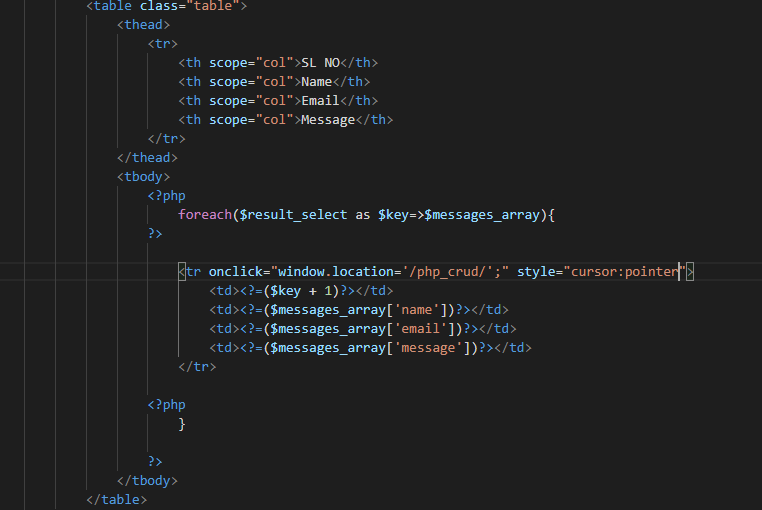 <table class="table">
<thead>
<tr>
<th scope="col">SL NO</th>
<th scope="col">Name</th>
<th scope="col">Email</th>
<th scope="col">Message</th>
</tr>
</thead>
<tbody>
<?php
foreach($result_select as $key=>$messages_array){
?>
<tr onclick="window.location='/php_crud/';" style="cursor:pointer">
<td><?=($key + 1)?></td>
<td><?=($messages_array['name'])?></td>
<td><?=($messages_array['email'])?></td>
<td><?=($messages_array['message'])?></td>
</tr>
<?php
}
?>
</tbody>
</table>